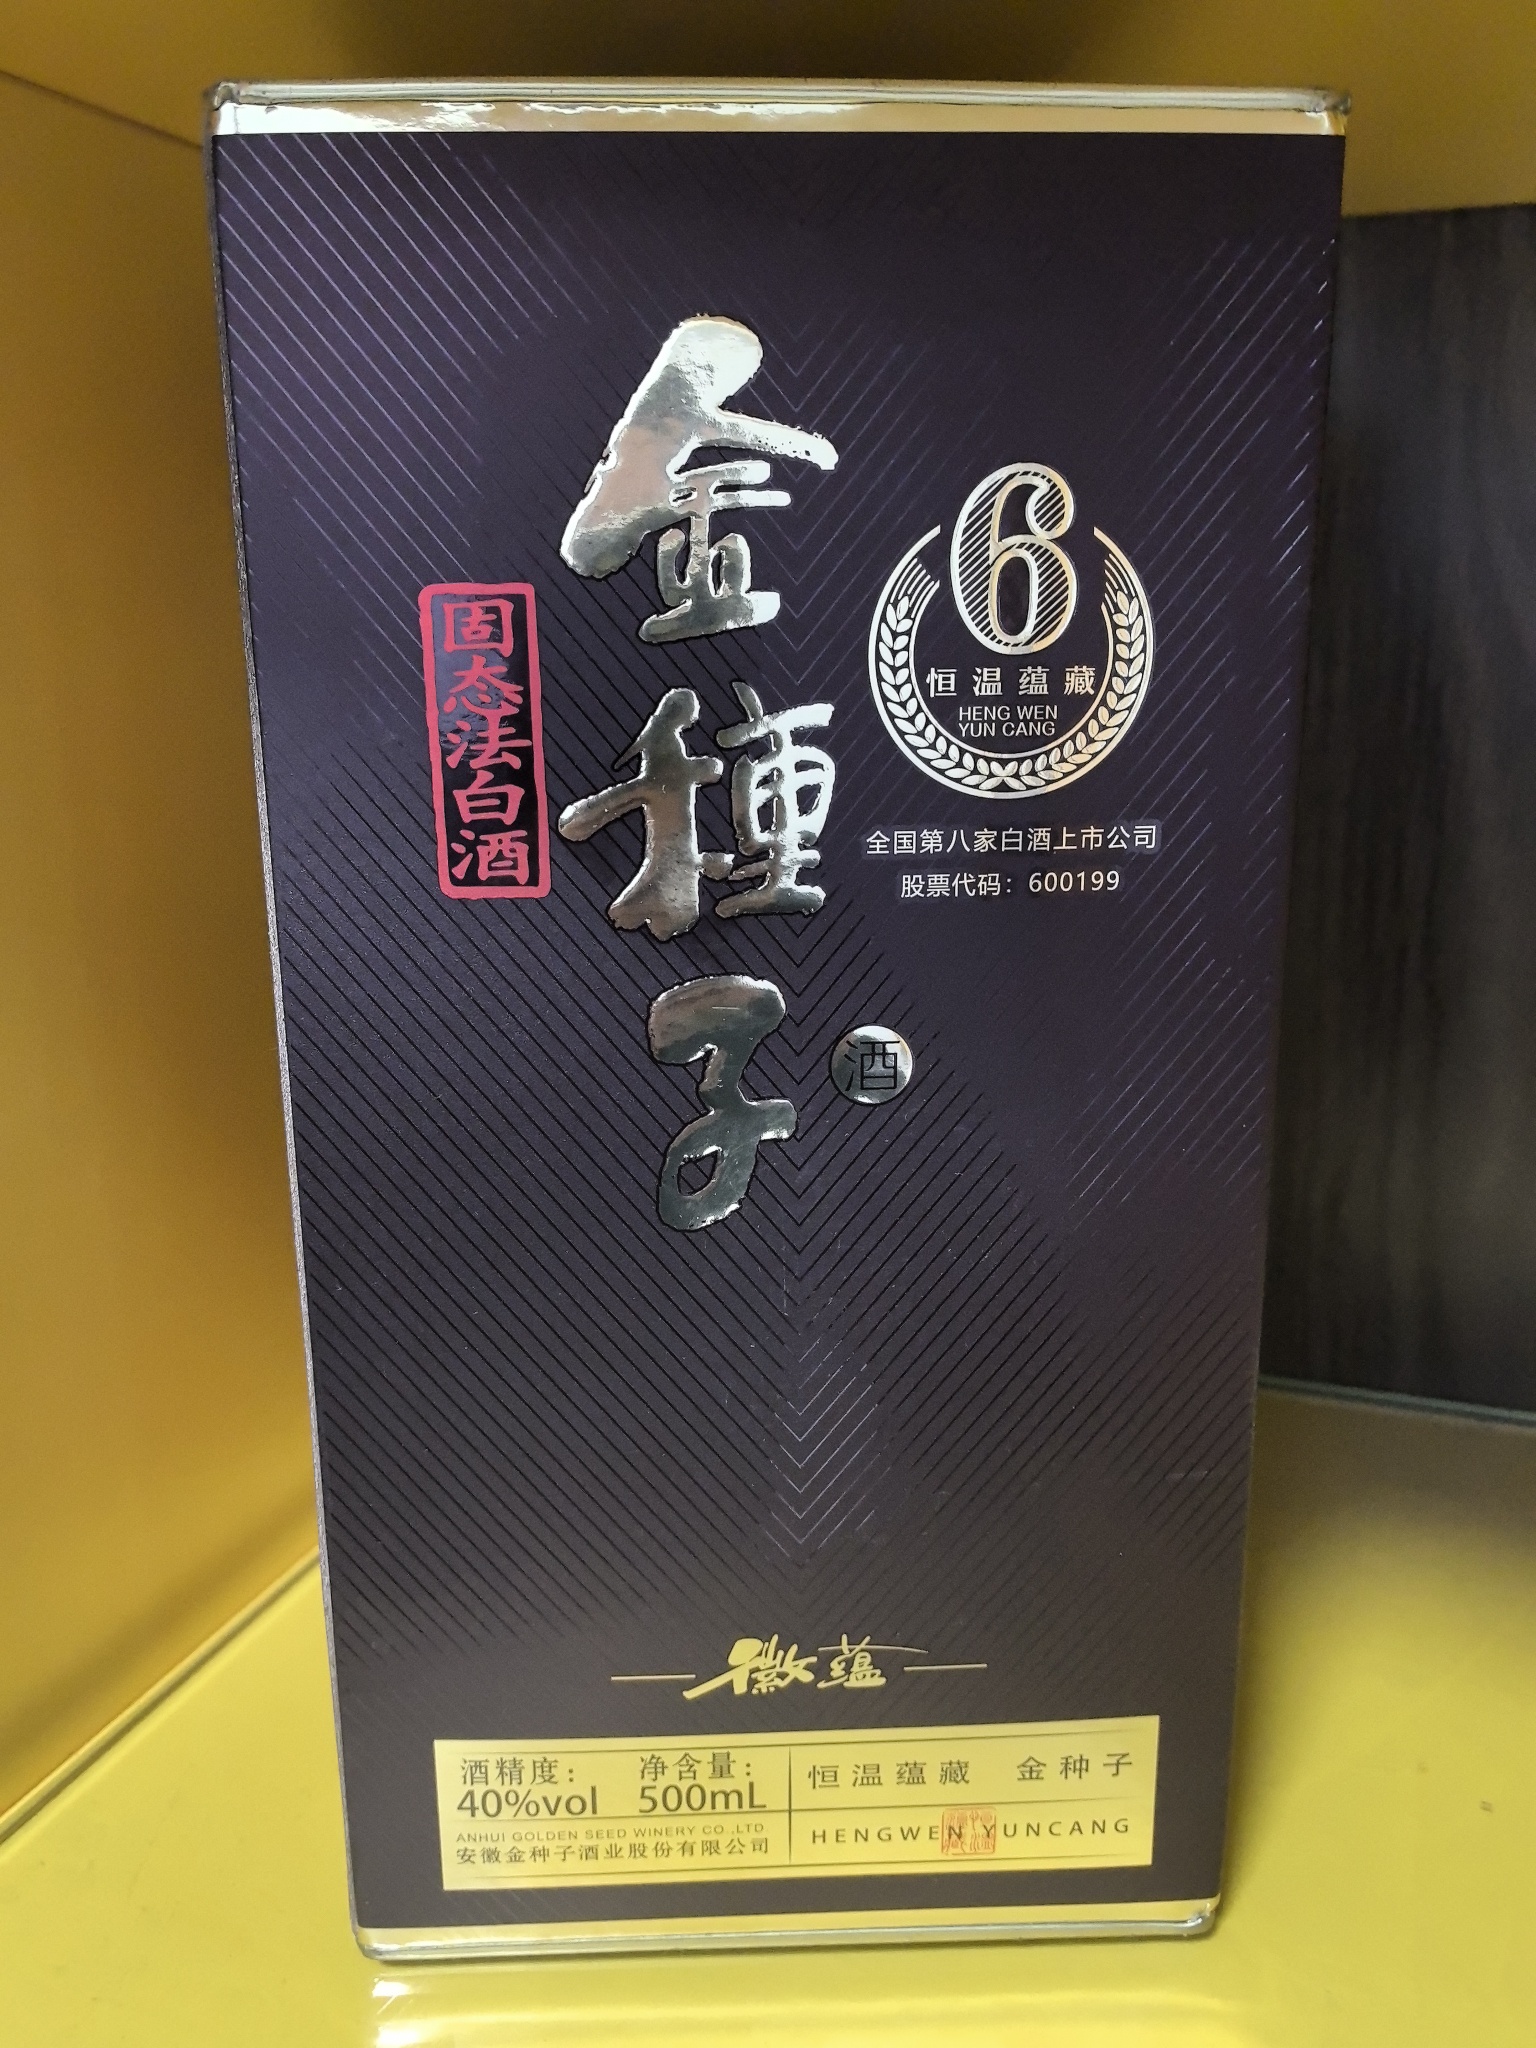 金種子
酒
固态法白酒
6
恒温蕴藏
HENG WEN
YUN CANG
全国第八家白酒上市公司
股票代码：600199
徽蕴
酒精度： 净含量：
40%vol 500mL
ANHUI GOLDEN SEED WINERY CO.,LTD
安徽金种子酒业股份有限公司
恒温蕴藏 金种子
HENGWEN YUNCANG